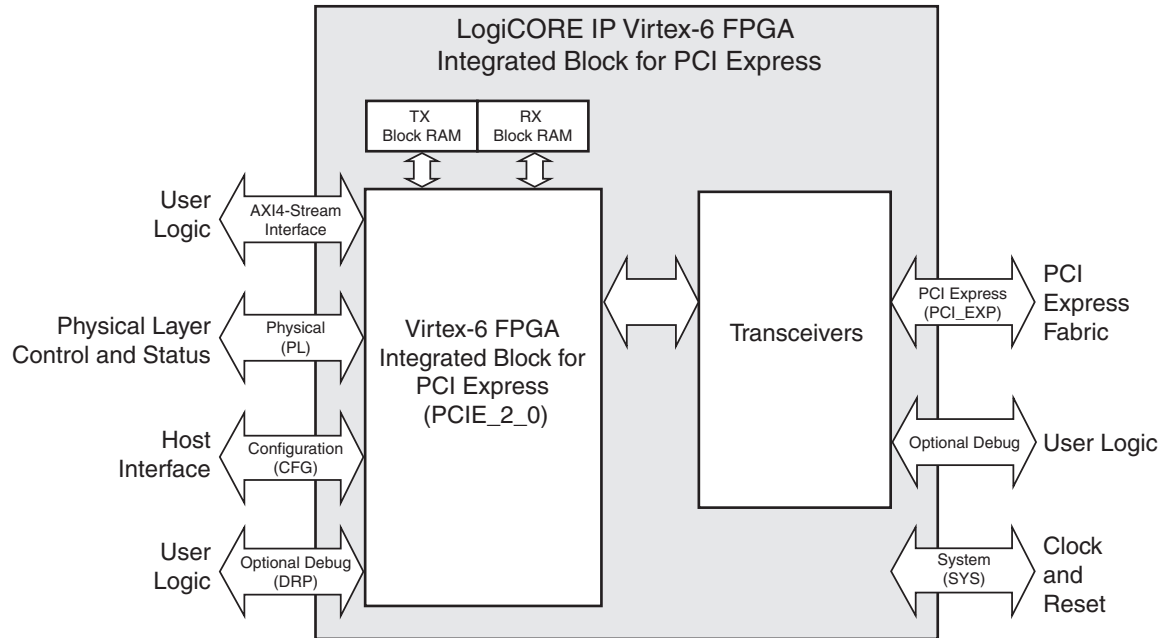 LogiCORE IP Virtex-6 FPGA
Integrated Block for PCI Express
TX
Block RAM
RX
Block RAM
User
Logic
AXI4-Stream
Interface
Physical Layer
Control and Status
Physical
(PL)
Host
Interface
Configuration
(CFG)
User
Logic
Optional Debug
(DRP)
Virtex-6 FPGA
Integrated Block for
PCI Express
(PCIE_2_0)
Transceivers
PCI Express
(PCI_EXP)
PCI
Express
Fabric
Optional Debug
User Logic
System
(SYS)
Clock
and
Reset